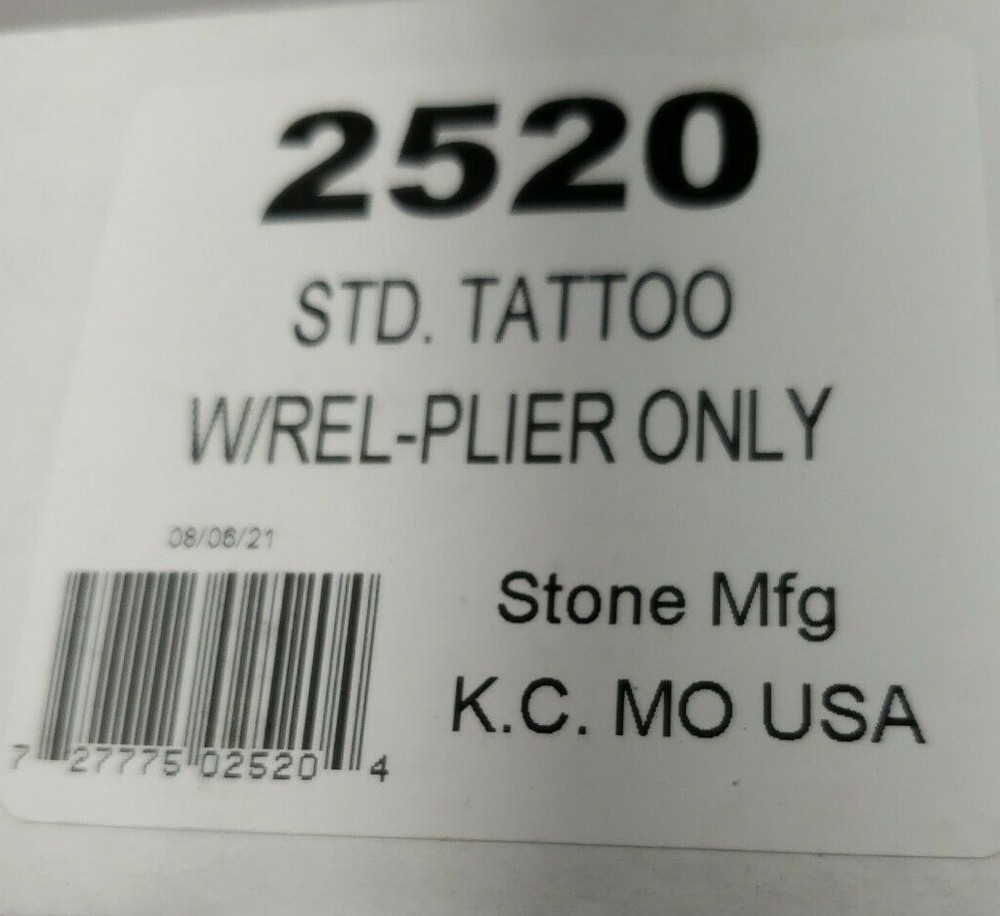 2520
STD. TATTOO
W/REL-PLIER ONLY
08/06/21
Stone Mfg
K.C. MO USA
7 27775 02520 4